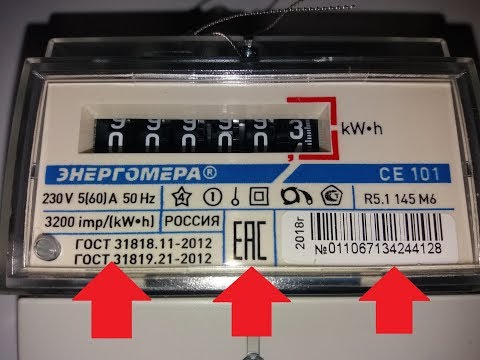 kW•h
ЭНЕРГОМЕРА®
CE 101
230 V 5(60)A 50 Hz
R5.1 145 M6
3200 imp/(kW•h)
РОССИЯ
ГОСТ 31818.11-2012
ГОСТ 31819.21-2012
ЕАС
2018г
№011067134244128